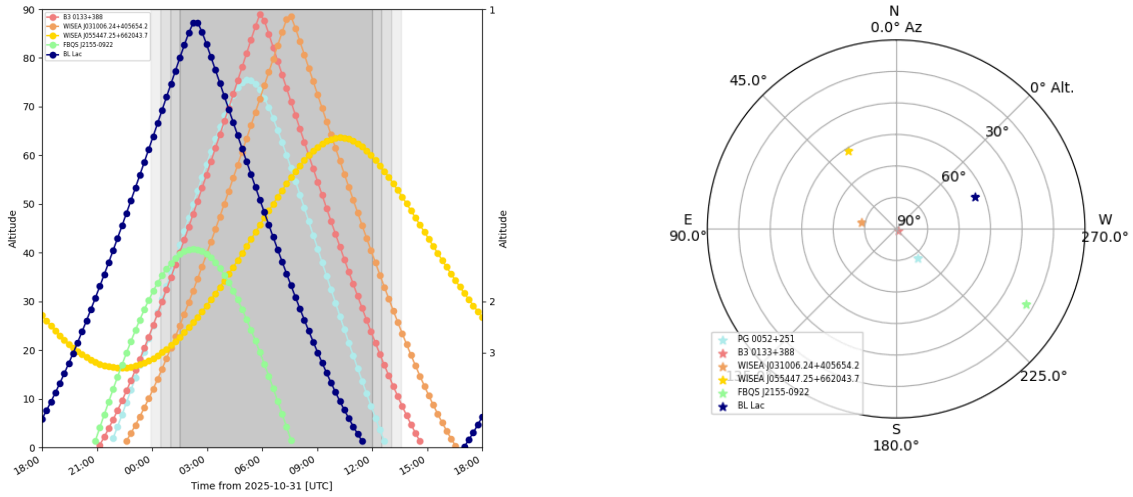 90
80
70
60
50
40
30
20
10
0
Altitude
B3 0133+388
WISEA J031006.24+405654.2
WISEA J055447.25+662043.7
FBQS J2155-0922
BL Lac
1
2
3
Altitude
18:00
21:00
00:00
03:00
06:00
09:00
12:00
15:00
18:00
Time from 2025-10-31 [UTC]
N
0.0° Az
45.0°
0° Alt.
30°
60°
90°
E
90.0°
W
270.0°
225.0°
S
180.0°
PG 0052+251
B3 0133+388
WISEA J031006.24+405654.2
WISEA J055447.25+662043.7
FBQS J2155-0922
BL Lac